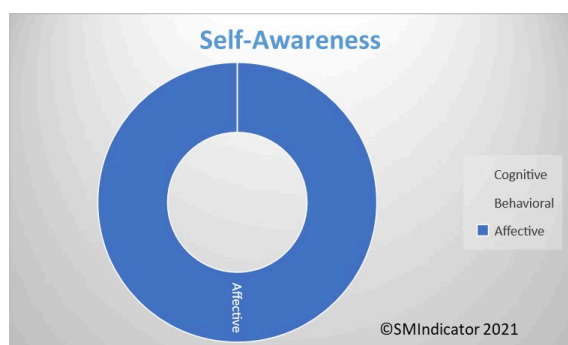 Self-Awareness
Cognitive
Behavioral
Affective
Affective
©SMIndicator 2021